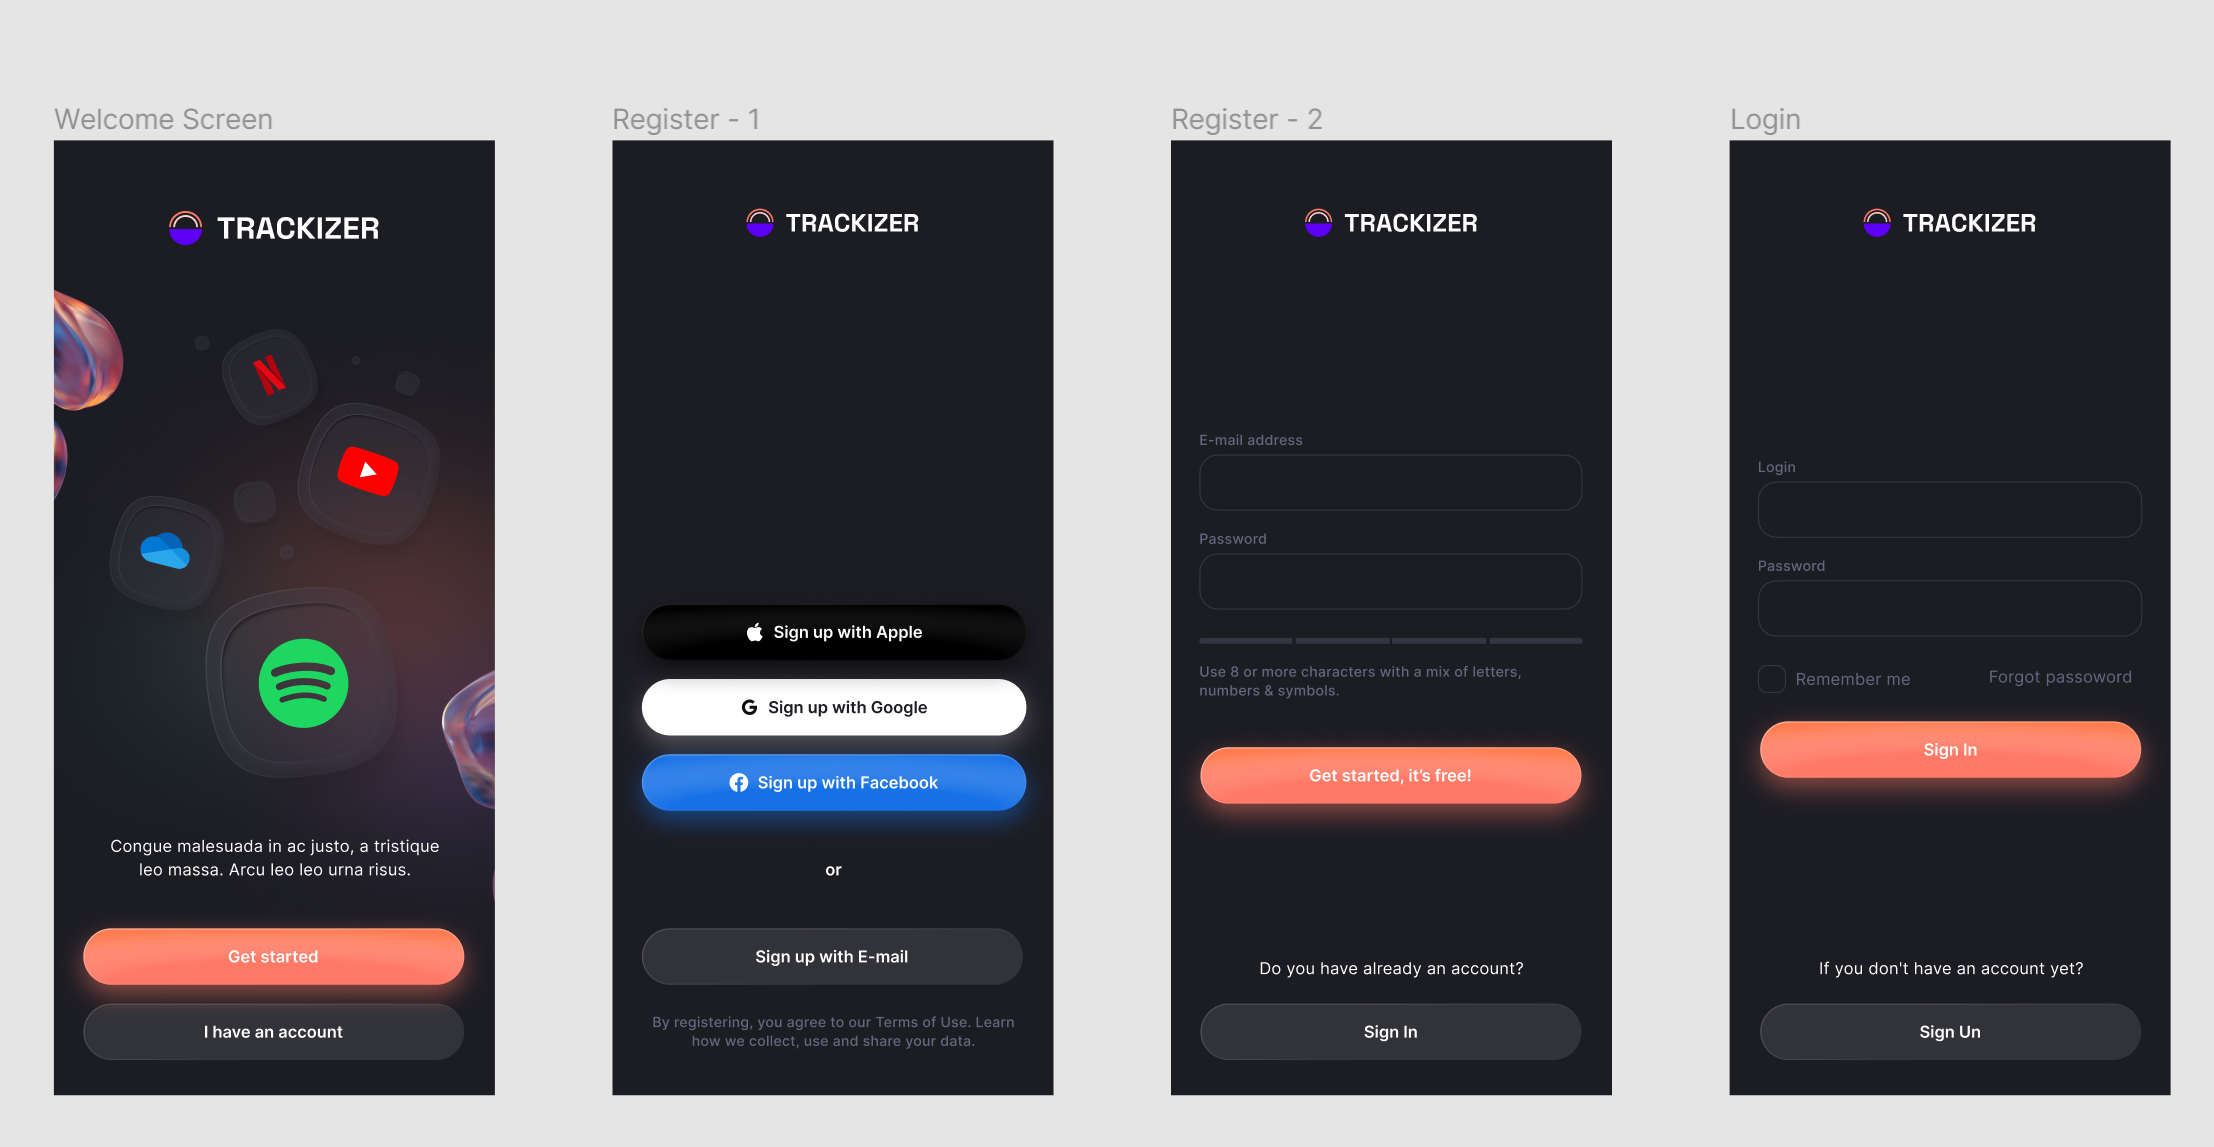 Welcome Screen
TRACKIZER
Congue malesuada in ac justo, a tristique
leo massa. Arcu leo leo urna risus.
Get started
I have an account
Register - 1
TRACKIZER
Sign up with Apple
Sign up with Google
Sign up with Facebook
or
Sign up with E-mail
By registering, you agree to our Terms of Use. Learn
how we collect, use and share your data.
Register - 2
TRACKIZER
E-mail address
Password
Use 8 or more characters with a mix of letters,
numbers & symbols.
Get started, it’s free!
Do you have already an account?
Sign In
Login
TRACKIZER
Login
Password
Remember me
Forgot passoword
Sign In
If you don't have an account yet?
Sign Un